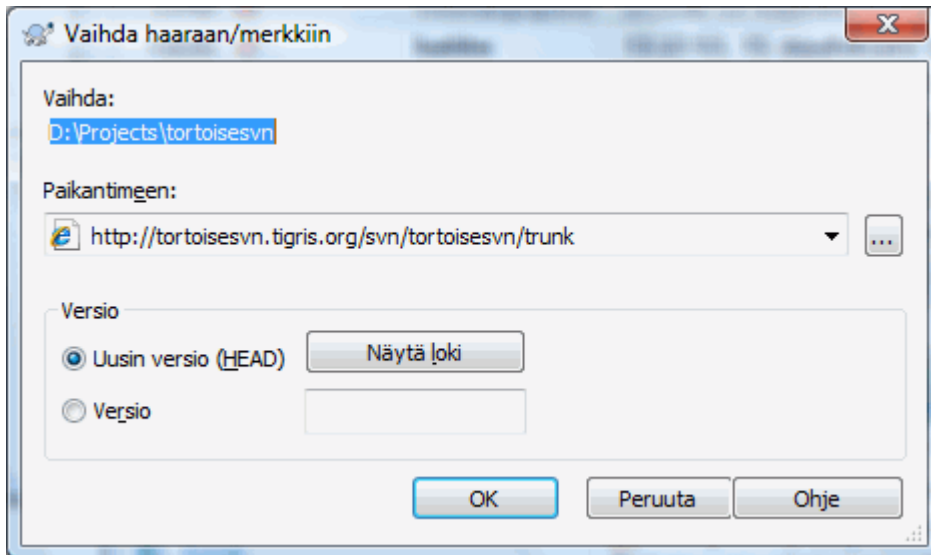 Vaihda haaraan/merkkiin
Vaihda:
D:\Projects\tortoisesvn
Paikantimeen:
http://tortoisesvn.tigris.org/svn/tortoisesvn/trunk
...
Versio
Uusin versio (HEAD)
Näytä loki
Versio
OK
Peruuta
Ohje